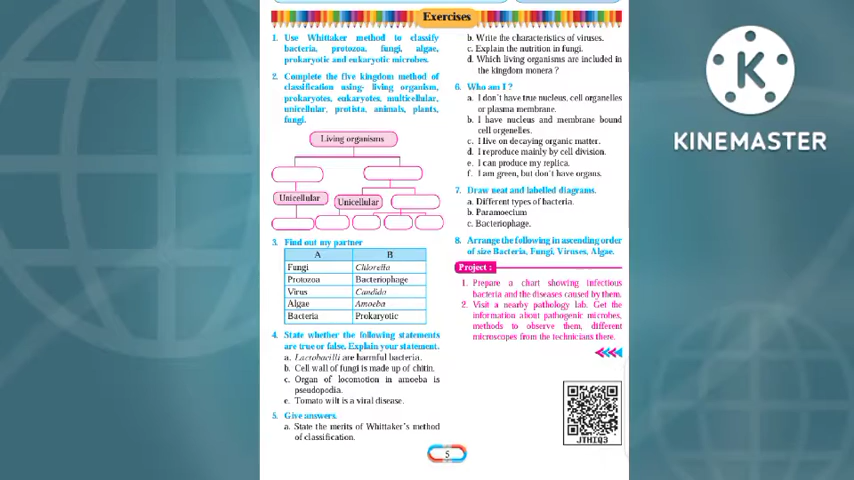 Exercises
1. Use Whittaker method to classify
bacteria, protozoa, fungi, algae,
prokaryotic and eukaryotic microbes.
2. Complete the five kingdom method of
classification using- living organism,
prokaryotes, eukaryotes, multicellular,
unicellular, protista, animals, plants,
fungi.
Living organisms
Unicellular
Unicellular
3. Find out my partner
A B
Fungi Chlorella
Protozoa Bacteriophage
Virus Candida
Algae Amoeba
Bacteria Prokaryotic
4. State whether the following statements
are true or false. Explain your statement.
a. Lactobacilli are harmful bacteria.
b. Cell wall of fungi is made up of chitin.
c. Organ of locomotion in amoeba is
pseudopodia.
e. Tomato wilt is a viral disease.
5. Give answers.
a. State the merits of Whittaker's method
of classification.
b. Write the characteristics of viruses.
c. Explain the nutrition in fungi.
d. Which living organisms are included in
the kingdom monera ?
6. Who am I ?
a. I don't have true nucleus, cell organelles
or plasma membrane.
b. I have nucleus and membrane bound
cell orgenelles.
c. I live on decaying organic matter.
d. I reproduce mainly by cell division.
e. I can produce my replica.
f. I am green, but don't have organs.
7. Draw neat and labelled diagrams.
a. Different types of bacteria.
b. Paramoecium
c. Bacteriophage.
8. Arrange the following in ascending order
of size Bacteria, Fungi, Viruses, Algae.
Project :
1. Prepare a chart showing infectious
bacteria and the diseases caused by them.
2. Visit a nearby pathology lab. Get the
information about pathogenic microbes,
methods to observe them, different
microscopes from the technicians there.
JTHIQ3
5
K
KINEMASTER